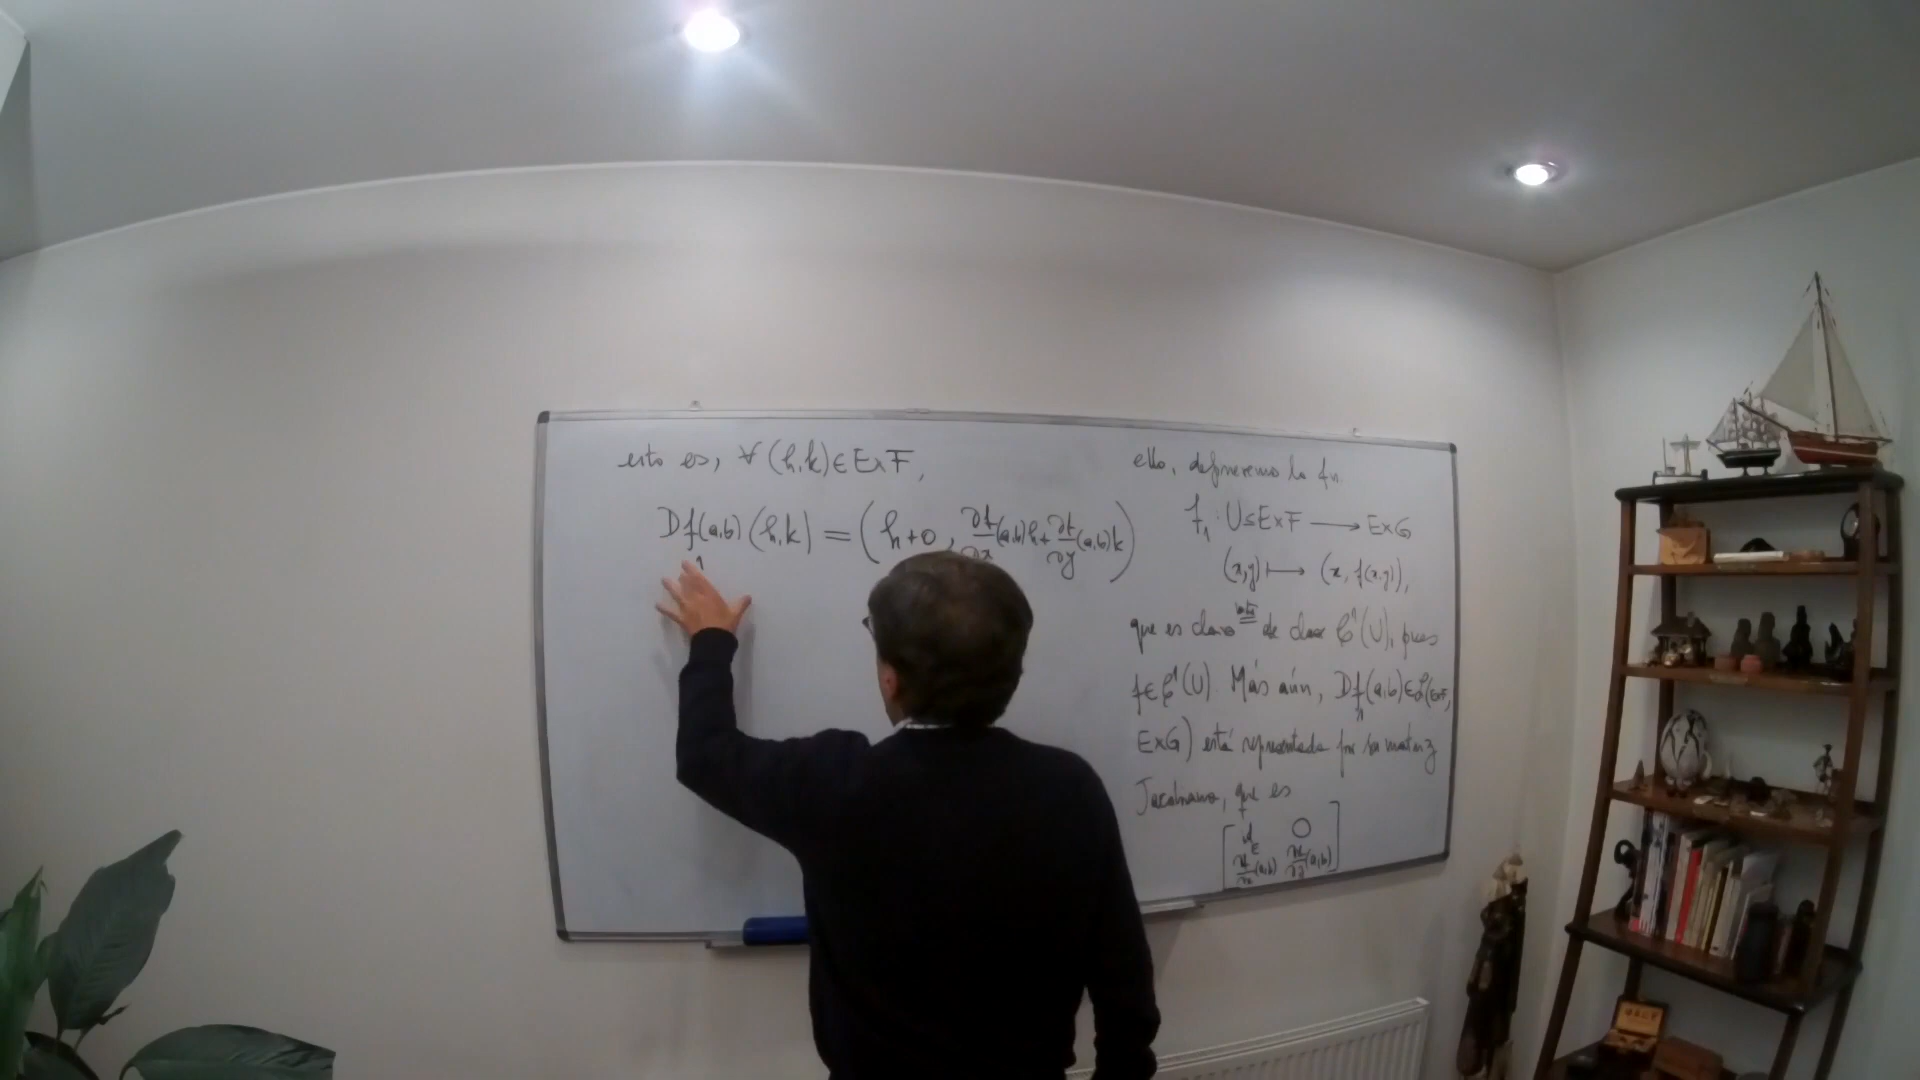 esto es, ∀ (h,k) ∈ E×F,
Df₁(a,b)(h,k) = (h+0, ∂f/∂x(a,b)h + ∂f/∂y(a,b)k)
ello, definiremos la fn.
f₁ : U⊆E×F ⟶ E×G
(x,y) ⟼ (x, f(x,y)),
que es claro de clase C¹(U), pues
f∈C¹(U). Más aún, Df₁(a,b)∈L(E×F,
E×G) está representada por la matriz
Jacobiana, que es
[ id_E 0
∂f/∂x(a,b) ∂f/∂y(a,b) ]